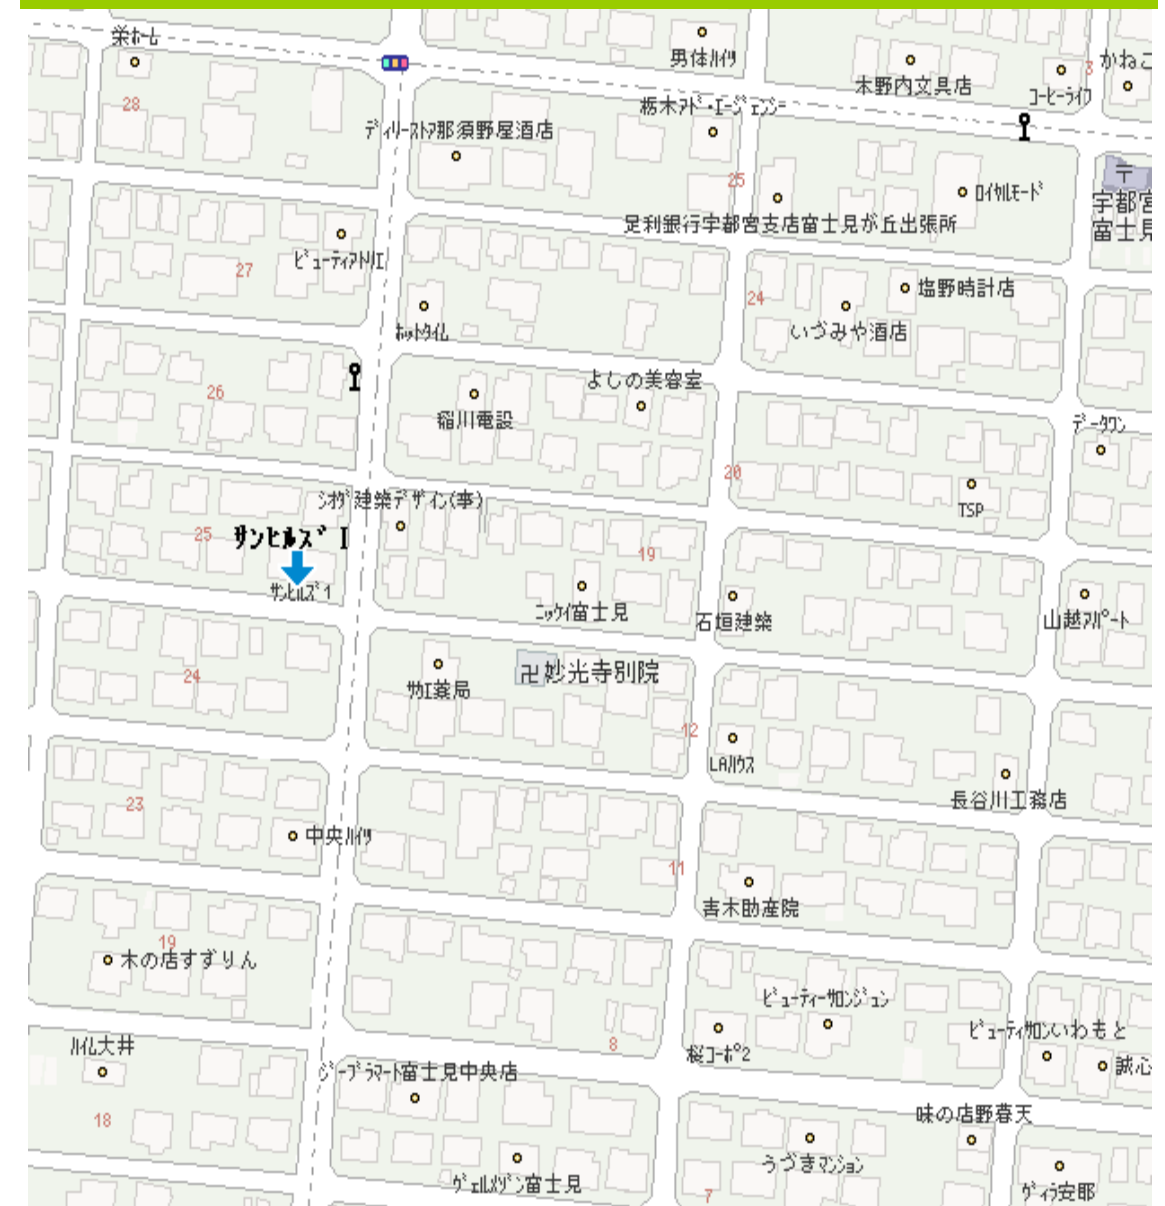 栄ホーム
男体ハイツ
木野内文具店
かねこ
3
コーヒーライフ
28
栃木アド・エージェンシー
デイリーストア那須野屋酒店
〒
25
ロイヤルモード
宇都宮
富士見
足利銀行宇都宮支店富士見が丘出張所
ビューティアトリエ
27
塩野時計店
24
ホットタイム
いづみや酒店
よしの美容室
26
稲川電設
データワン
20
シオダ建築デザイン(事)
TSP
25
サンヒルズ I
19
サンヒルズ1
ニッケイ富士見
石垣建築
山越アパート
24
サカエ薬局
卍妙光寺別院
12
LAハウス
23
長谷川工務店
中央ハイツ
11
青木助産院
19
木の店すずりん
ビューティーサロンジュン
ハイム大井
8
桜コーポ2
ビューティサロンいわもと
誠心
ジープラマート富士見中央店
18
味の店野暮天
うづきマンション
ヴェルメゾン富士見
7
ヴィラ安耶